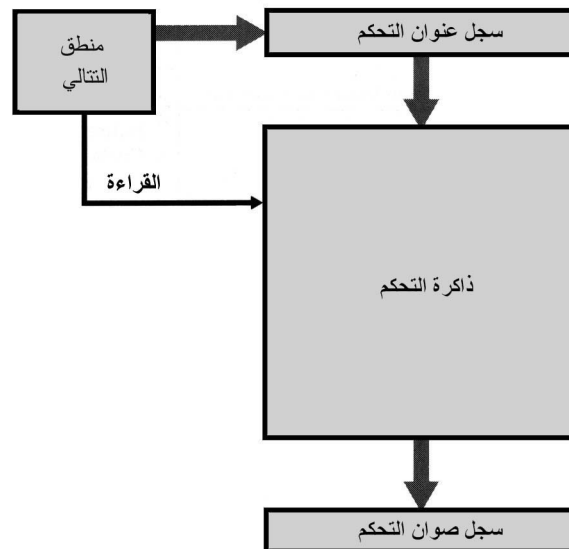 سجل عنوان التحكم
منطق
التتالي
القراءة
ذاكرة التحكم
سجل صوان التحكم